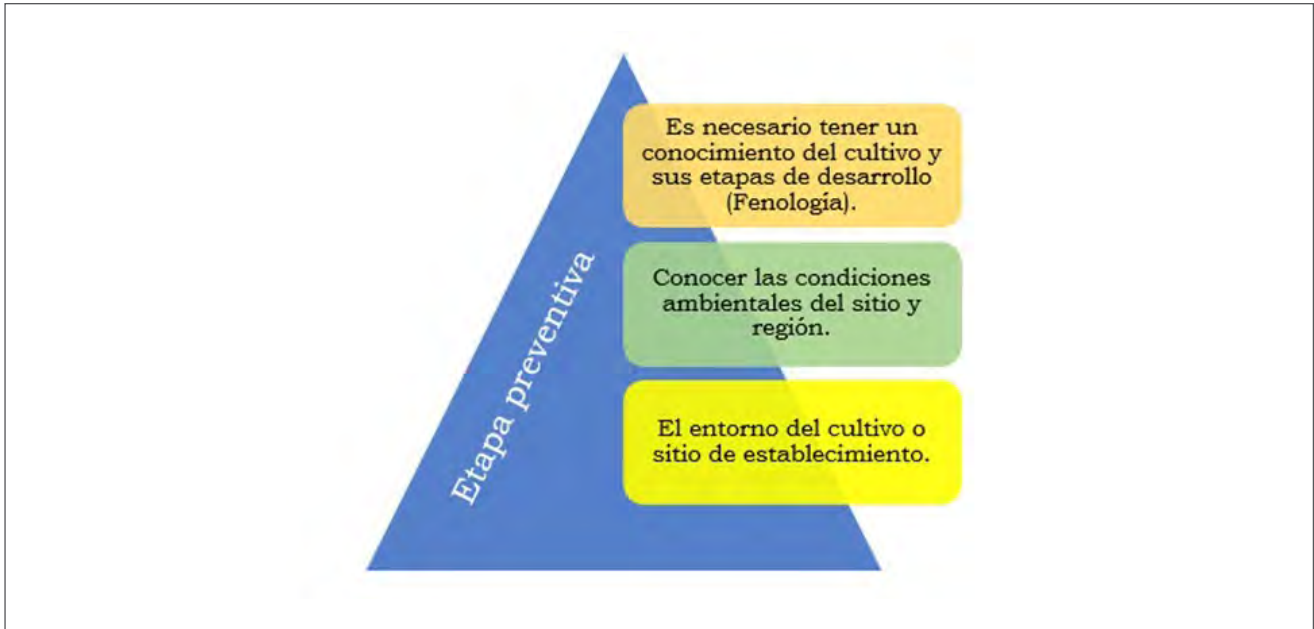 Es necesario tener un
conocimiento del cultivo y
sus etapas de desarrollo
(Fenología).
Conocer las condiciones
ambientales del sitio y
región.
El entorno del cultivo o
sitio de establecimiento.
Etapa preventiva